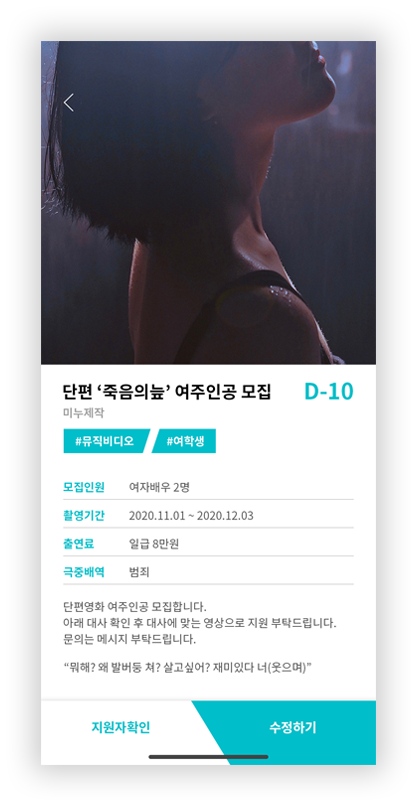 단편 ‘죽음의늪’ 여주인공 모집 D-10
미누제작
#뮤직비디오 #여학생
모집인원 여자배우 2명
촬영기간 2020.11.01 ~ 2020.12.03
출연료 일급 8만원
극중배역 범죄
단편영화 여주인공 모집합니다.
아래 대사 확인 후 대사에 맞는 영상으로 지원 부탁드립니다.
문의는 메시지 부탁드립니다.
“뭐해? 왜 발버둥 쳐? 살고싶어? 재미있다 너(웃으며)”
지원자확인 수정하기